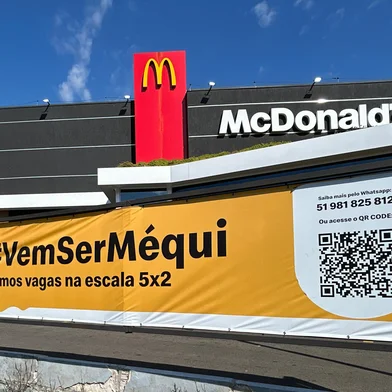 McDonald'
#VemSerMéqui
mos vagas na escala 5x2
Saiba mais pelo Whatsapp:
51 981 825 812
Ou acesse o QR CODE